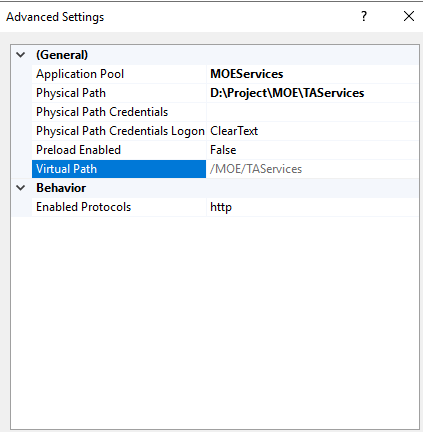 Advanced Settings ? ×
(General)
Application Pool MOEServices
Physical Path D:\Project\MOE\TAServices
Physical Path Credentials
Physical Path Credentials Logon ClearText
Preload Enabled False
Virtual Path /MOE/TAServices
Behavior
Enabled Protocols http